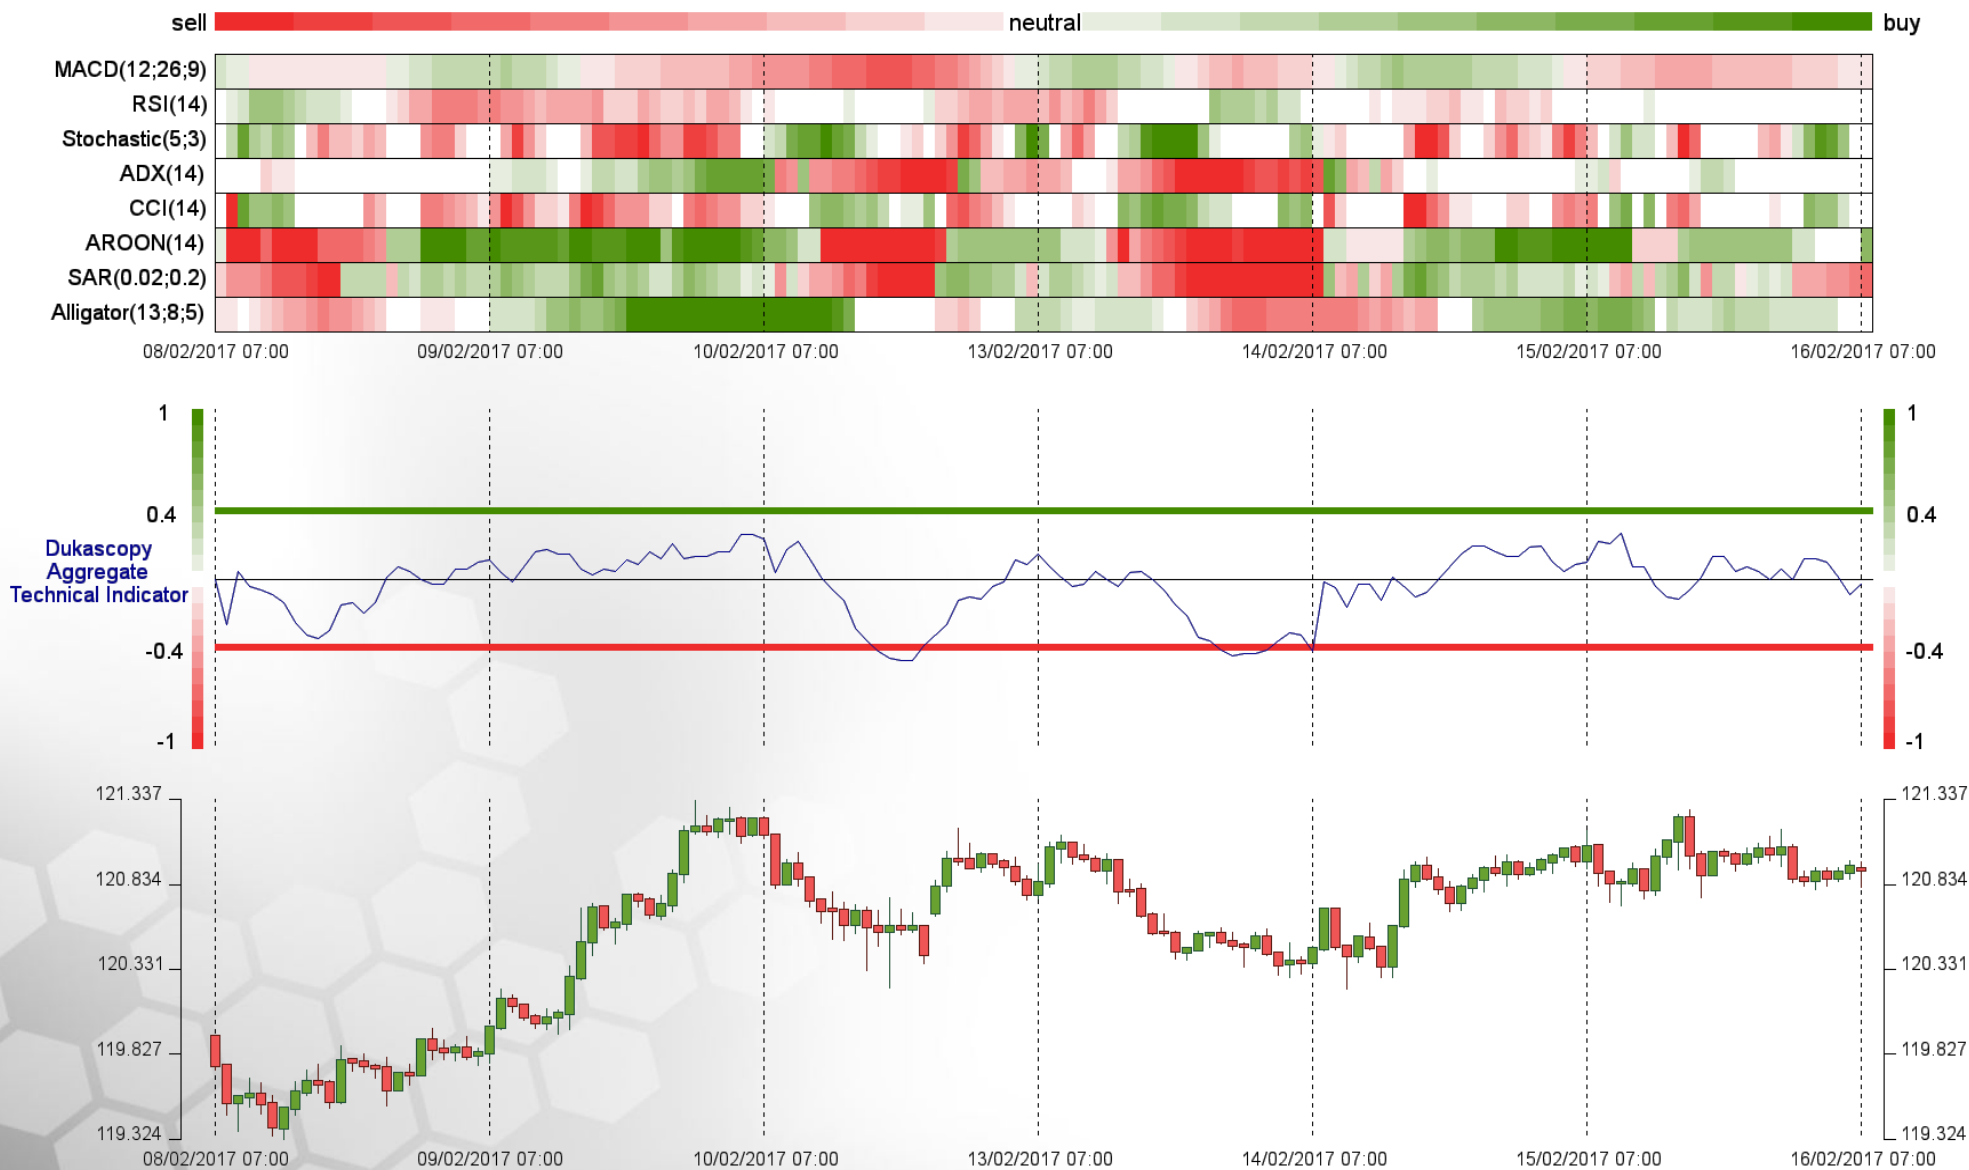 sell neutral buy
MACD(12;26;9)
RSI(14)
Stochastic(5;3)
ADX(14)
CCI(14)
AROON(14)
SAR(0.02;0.2)
Alligator(13;8;5)
08/02/2017 07:00 09/02/2017 07:00 10/02/2017 07:00 13/02/2017 07:00 14/02/2017 07:00 15/02/2017 07:00 16/02/2017 07:00
1 1
0.4 0.4
Dukascopy
Aggregate
Technical Indicator
-0.4 -0.4
-1 -1
121.337 121.337
120.834 120.834
120.331 120.331
119.827 119.827
119.324 119.324
08/02/2017 07:00 09/02/2017 07:00 10/02/2017 07:00 13/02/2017 07:00 14/02/2017 07:00 15/02/2017 07:00 16/02/2017 07:00